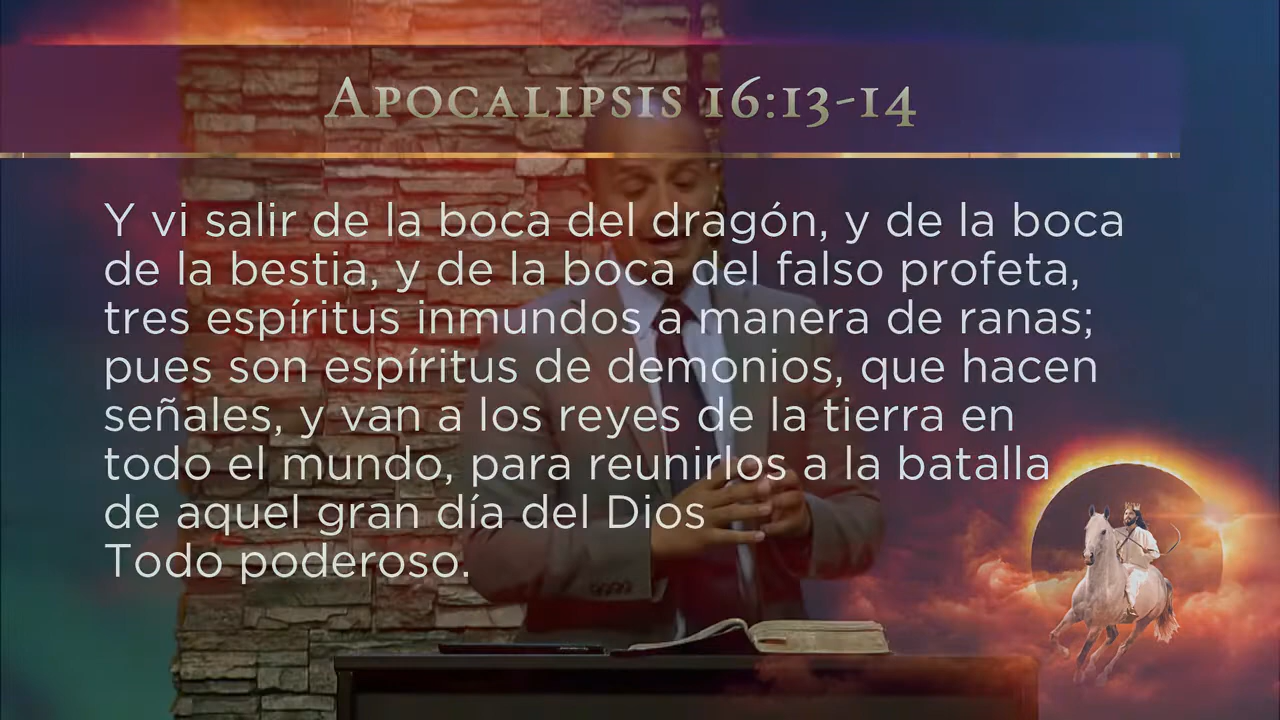 Apocalipsis 16:13-14
Y vi salir de la boca del dragón, y de la boca
de la bestia, y de la boca del falso profeta,
tres espíritus inmundos a manera de ranas;
pues son espíritus de demonios, que hacen
señales, y van a los reyes de la tierra en
todo el mundo, para reunirlos a la batalla
de aquel gran día del Dios
Todo poderoso.